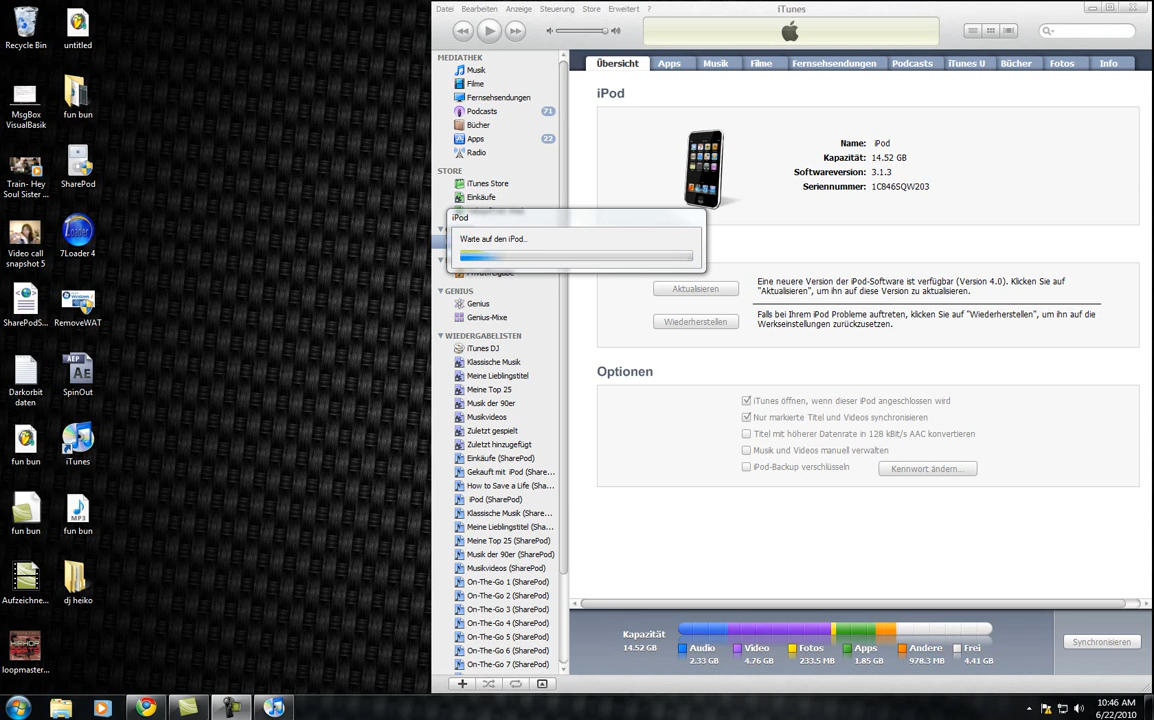 Recycle Bin
untitled
MsgBox
VisualBasik
fun bun
Train- Hey
Soul Sister ...
SharePod
Video call
snapshot 5
7Loader 4
SharePodS...
RemoveWAT
Darkorbit
daten
AEP
Ae
SpinOut
fun bun
iTunes
fun bun
MP3
fun bun
Aufzeichne...
dj heiko
loopmaster...
Datei Bearbeiten Anzeige Steuerung Store Erweitert ?
iTunes
MEDIATHEK
Musik
Filme
Fernsehsendungen
Podcasts 71
Bücher
Apps 22
Radio
STORE
iTunes Store
Einkäufe
GENIUS
Genius
Genius-Mixe
WIEDERGABELISTEN
iTunes DJ
Klassische Musik
Meine Lieblingstitel
Meine Top 25
Musik der 90er
Musikvideos
Zuletzt gespielt
Zuletzt hinzugefügt
Einkäufe (SharePod)
Gekauft mit iPod (Share...
How to Save a Life (Sha...
iPod (SharePod)
Klassische Musik (Share...
Meine Lieblingstitel (Sha...
Meine Top 25 (SharePod)
Musik der 90er (SharePod)
Musikvideos (SharePod)
On-The-Go 1 (SharePod)
On-The-Go 2 (SharePod)
On-The-Go 3 (SharePod)
On-The-Go 4 (SharePod)
On-The-Go 5 (SharePod)
On-The-Go 6 (SharePod)
On-The-Go 7 (SharePod)
iPod
Warte auf den iPod...
Übersicht Apps Musik Filme Fernsehsendungen Podcasts iTunes U Bücher Fotos Info
iPod
Name: iPod
Kapazität: 14.52 GB
Softwareversion: 3.1.3
Seriennummer: 1C846SQW203
Aktualisieren
Eine neuere Version der iPod-Software ist verfügbar (Version 4.0). Klicken Sie auf
"Aktualisieren", um ihn auf diese Version zu aktualisieren.
Wiederherstellen
Falls bei Ihrem iPod Probleme auftreten, klicken Sie auf "Wiederherstellen", um ihn auf die
Werkseinstellungen zurückzusetzen.
Optionen
iTunes öffnen, wenn dieser iPod angeschlossen wird
Nur markierte Titel und Videos synchronisieren
Titel mit höherer Datenrate in 128 kBit/s AAC konvertieren
Musik und Videos manuell verwalten
iPod-Backup verschlüsseln
Kennwort ändern...
Kapazität
14.52 GB
Audio
2.33 GB
Video
4.76 GB
Fotos
233.5 MB
Apps
1.85 GB
Andere
978.3 MB
Frei
4.41 GB
Synchronisieren
10:46 AM
6/22/2010